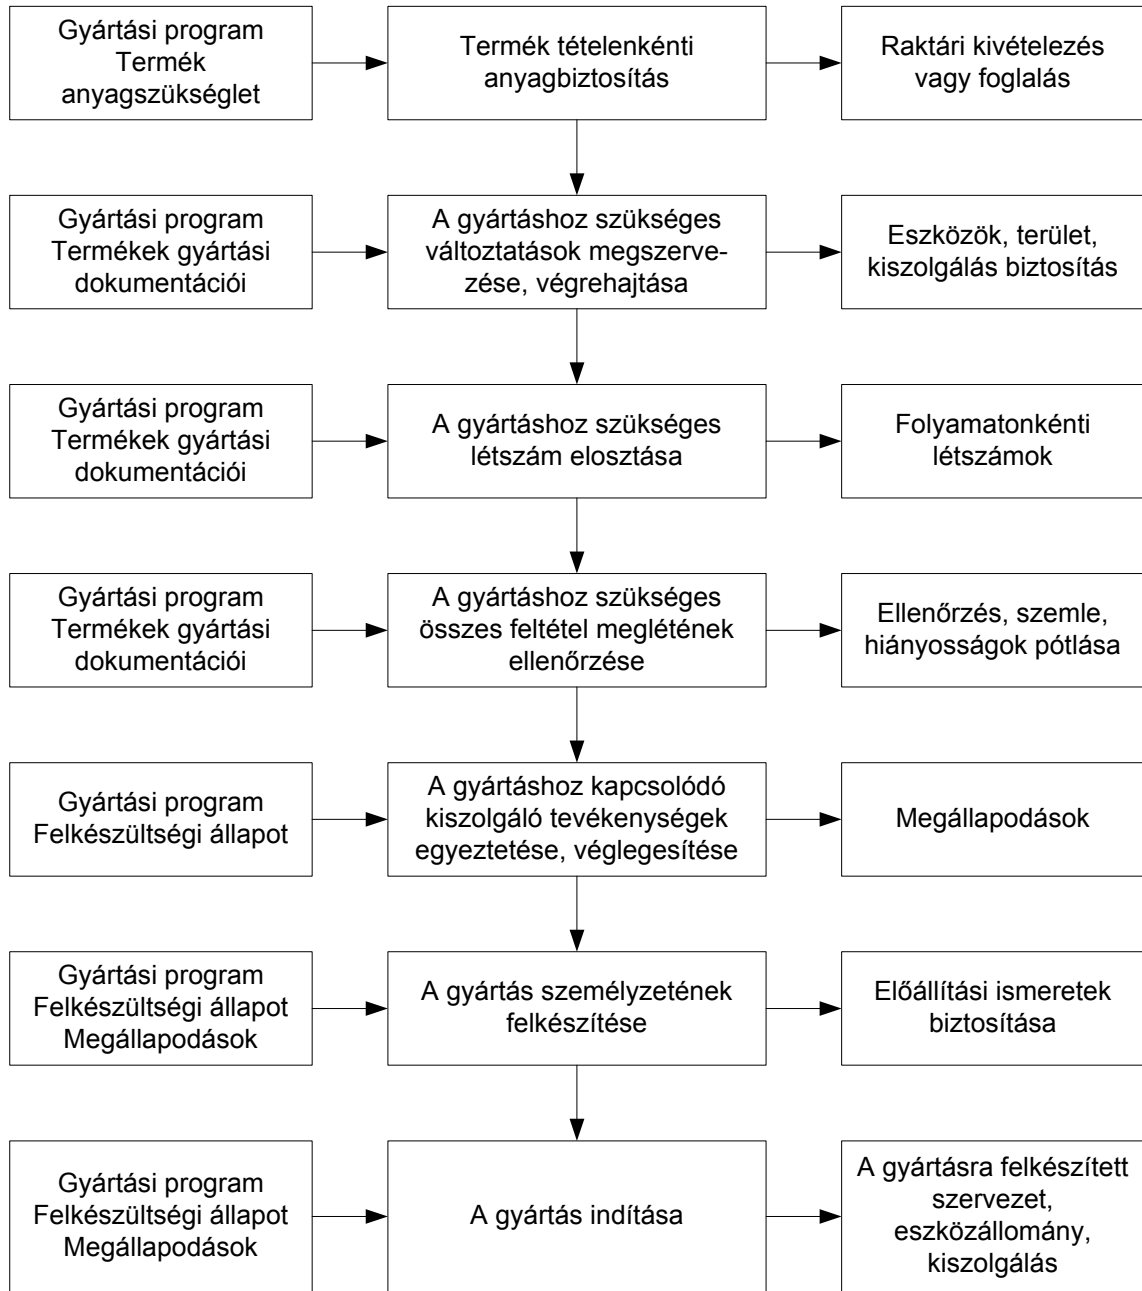 Gyártási program
Termék
anyagszükséglet
Termék tételenkénti
anyagbiztosítás
Raktári kivételezés
vagy foglalás
Gyártási program
Termékek gyártási
dokumentációi
A gyártáshoz szükséges
változtatások megszerve-
zése, végrehajtása
Eszközök, terület,
kiszolgálás biztosítás
Gyártási program
Termékek gyártási
dokumentációi
A gyártáshoz szükséges
létszám elosztása
Folyamatonkénti
létszámok
Gyártási program
Termékek gyártási
dokumentációi
A gyártáshoz szükséges
összes feltétel meglétének
ellenőrzése
Ellenőrzés, szemle,
hiányosságok pótlása
Gyártási program
Felkészültségi állapot
A gyártáshoz kapcsolódó
kiszolgáló tevékenységek
egyeztetése, véglegesítése
Megállapodások
Gyártási program
Felkészültségi állapot
Megállapodások
A gyártás személyzetének
felkészítése
Előállítási ismeretek
biztosítása
Gyártási program
Felkészültségi állapot
Megállapodások
A gyártás indítása
A gyártásra felkészített
szervezet,
eszközállomány,
kiszolgálás